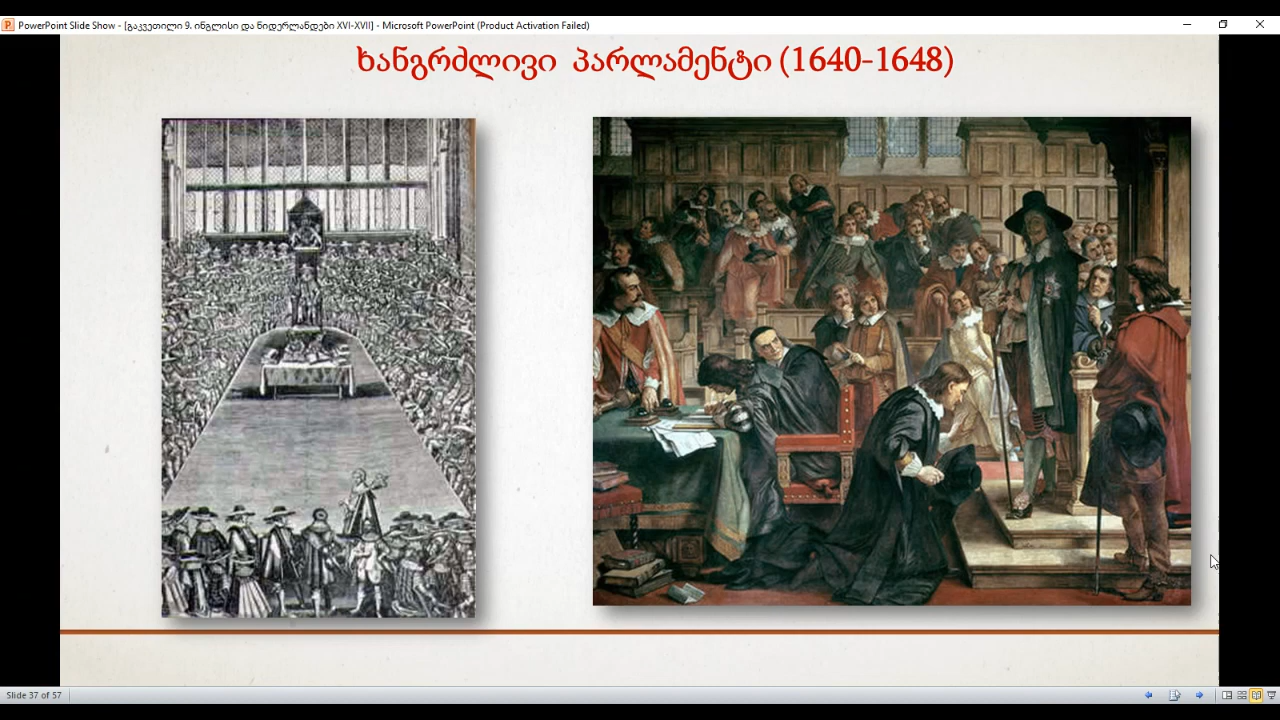 PowerPoint Slide Show - [გაკვეთილი 9. ინგლისი და ნიდერლანდები XVI-XVII] - Microsoft PowerPoint (Product Activation Failed)
ხანგრძლივი პარლამენტი (1640-1648)
Slide 37 of 57